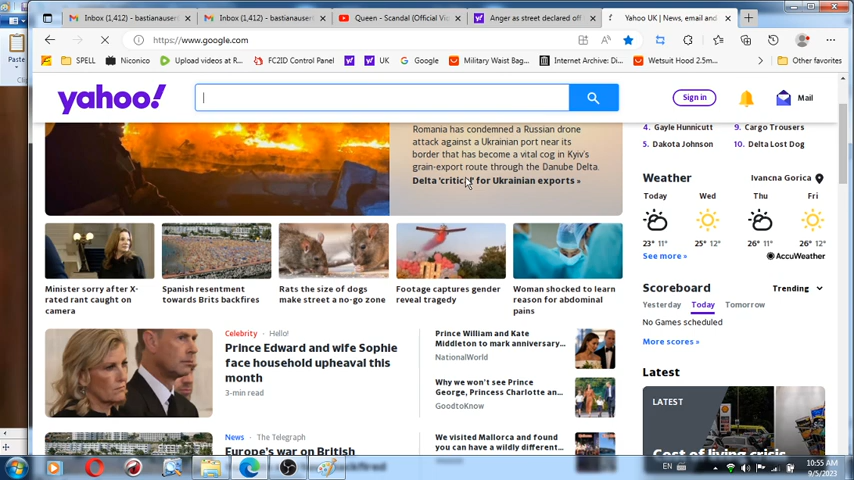 Inbox (1,412) - bastianauser
Inbox (1,412) - bastianauser
Queen - Scandal (Official Vi
Anger as street declared off
Yahoo UK | News, email and
https://www.google.com
Paste
SPELL
Niconico
Upload videos at R...
FC2ID Control Panel
UK
Google
Military Waist Bag...
Internet Archive: Di...
Wetsuit Hood 2.5m...
Other favorites
yahoo!
Sign in
Mail
Romania has condemned a Russian drone
attack against a Ukrainian port near its
border that has become a vital cog in Kyiv's
grain-export route through the Danube Delta.
Delta 'critical' for Ukrainian exports »
4. Gayle Hunnicutt
9. Cargo Trousers
5. Dakota Johnson
10. Delta Lost Dog
Weather
Ivancna Gorica
Today Wed Thu Fri
23° 11° 25° 12° 26° 11° 26° 12°
See more »
AccuWeather
Minister sorry after X-
rated rant caught on
camera
Spanish resentment
towards Brits backfires
Rats the size of dogs
make street a no-go zone
Footage captures gender
reveal tragedy
Woman shocked to learn
reason for abdominal
pains
Scoreboard
Trending
Yesterday Today Tomorrow
No Games scheduled
More scores »
Celebrity · Hello!
Prince Edward and wife Sophie
face household upheaval this
month
3-min read
Prince William and Kate
Middleton to mark anniversary...
NationalWorld
Why we won't see Prince
George, Princess Charlotte an...
GoodtoKnow
Latest
LATEST
Cost of living crisis
News · The Telegraph
Europe's war on British
We visited Mallorca and found
you can have a wildly different...
EN
10:55 AM
9/5/2023